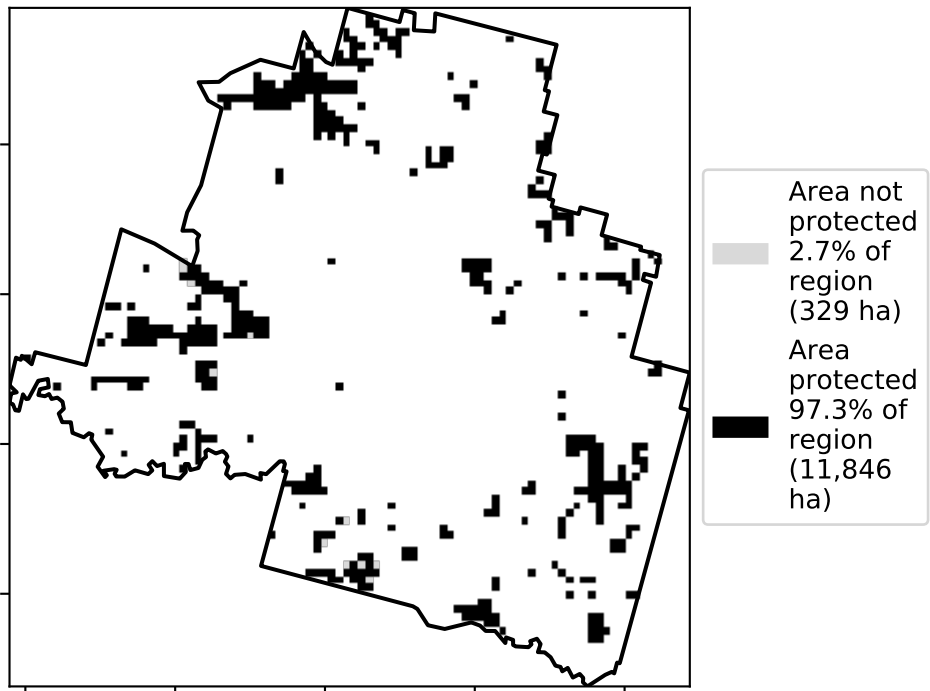 Area not
protected
2.7% of
region
(329 ha)
Area
protected
97.3% of
region
(11,846
ha)